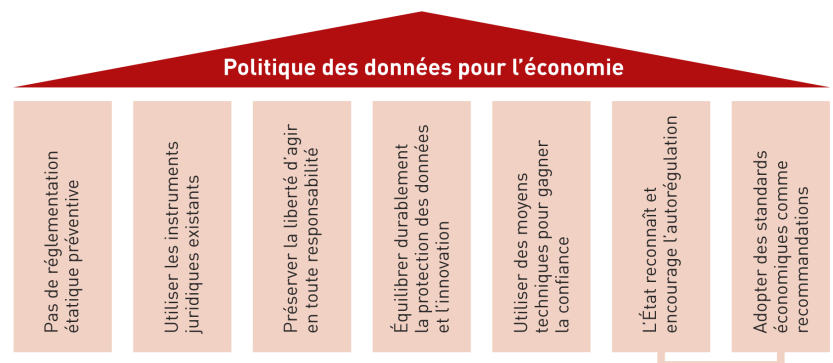 Politique des données pour l'économie
Pas de réglementation
étatique préventive
Utiliser les instruments
juridiques existants
Préserver la liberté d'agir
en toute responsabilité
Équilibrer durablement
la protection des données
et l'innovation
Utiliser des moyens
techniques pour gagner
la confiance
L'État reconnaît et
encourage l'autorégulation
Adopter des standards
économiques comme
recommandations